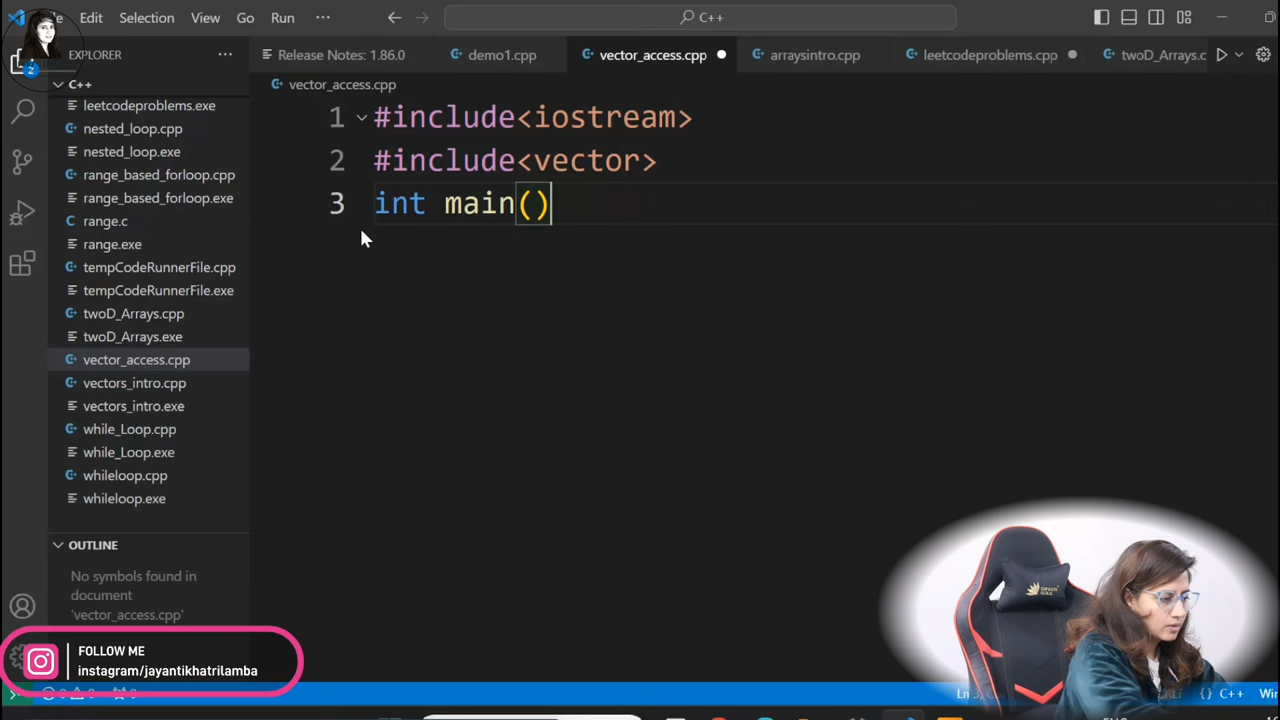 Edit Selection View Go Run ··· C++
EXPLORER ···
2
Release Notes: 1.86.0 demo1.cpp vector_access.cpp arraysintro.cpp leetcodeproblems.cpp twoD_Arrays.c
C++
vector_access.cpp
leetcodeproblems.exe
nested_loop.cpp
nested_loop.exe
range_based_forloop.cpp
range_based_forloop.exe
range.c
range.exe
tempCodeRunnerFile.cpp
tempCodeRunnerFile.exe
twoD_Arrays.cpp
twoD_Arrays.exe
vector_access.cpp
vectors_intro.cpp
vectors_intro.exe
while_Loop.cpp
while_Loop.exe
whileloop.cpp
whileloop.exe
1 #include<iostream>
2 #include<vector>
3 int main()
OUTLINE
No symbols found in
document
'vector_access.cpp'
FOLLOW ME
instagram/jayantikhatrilamba
{} C++ Win